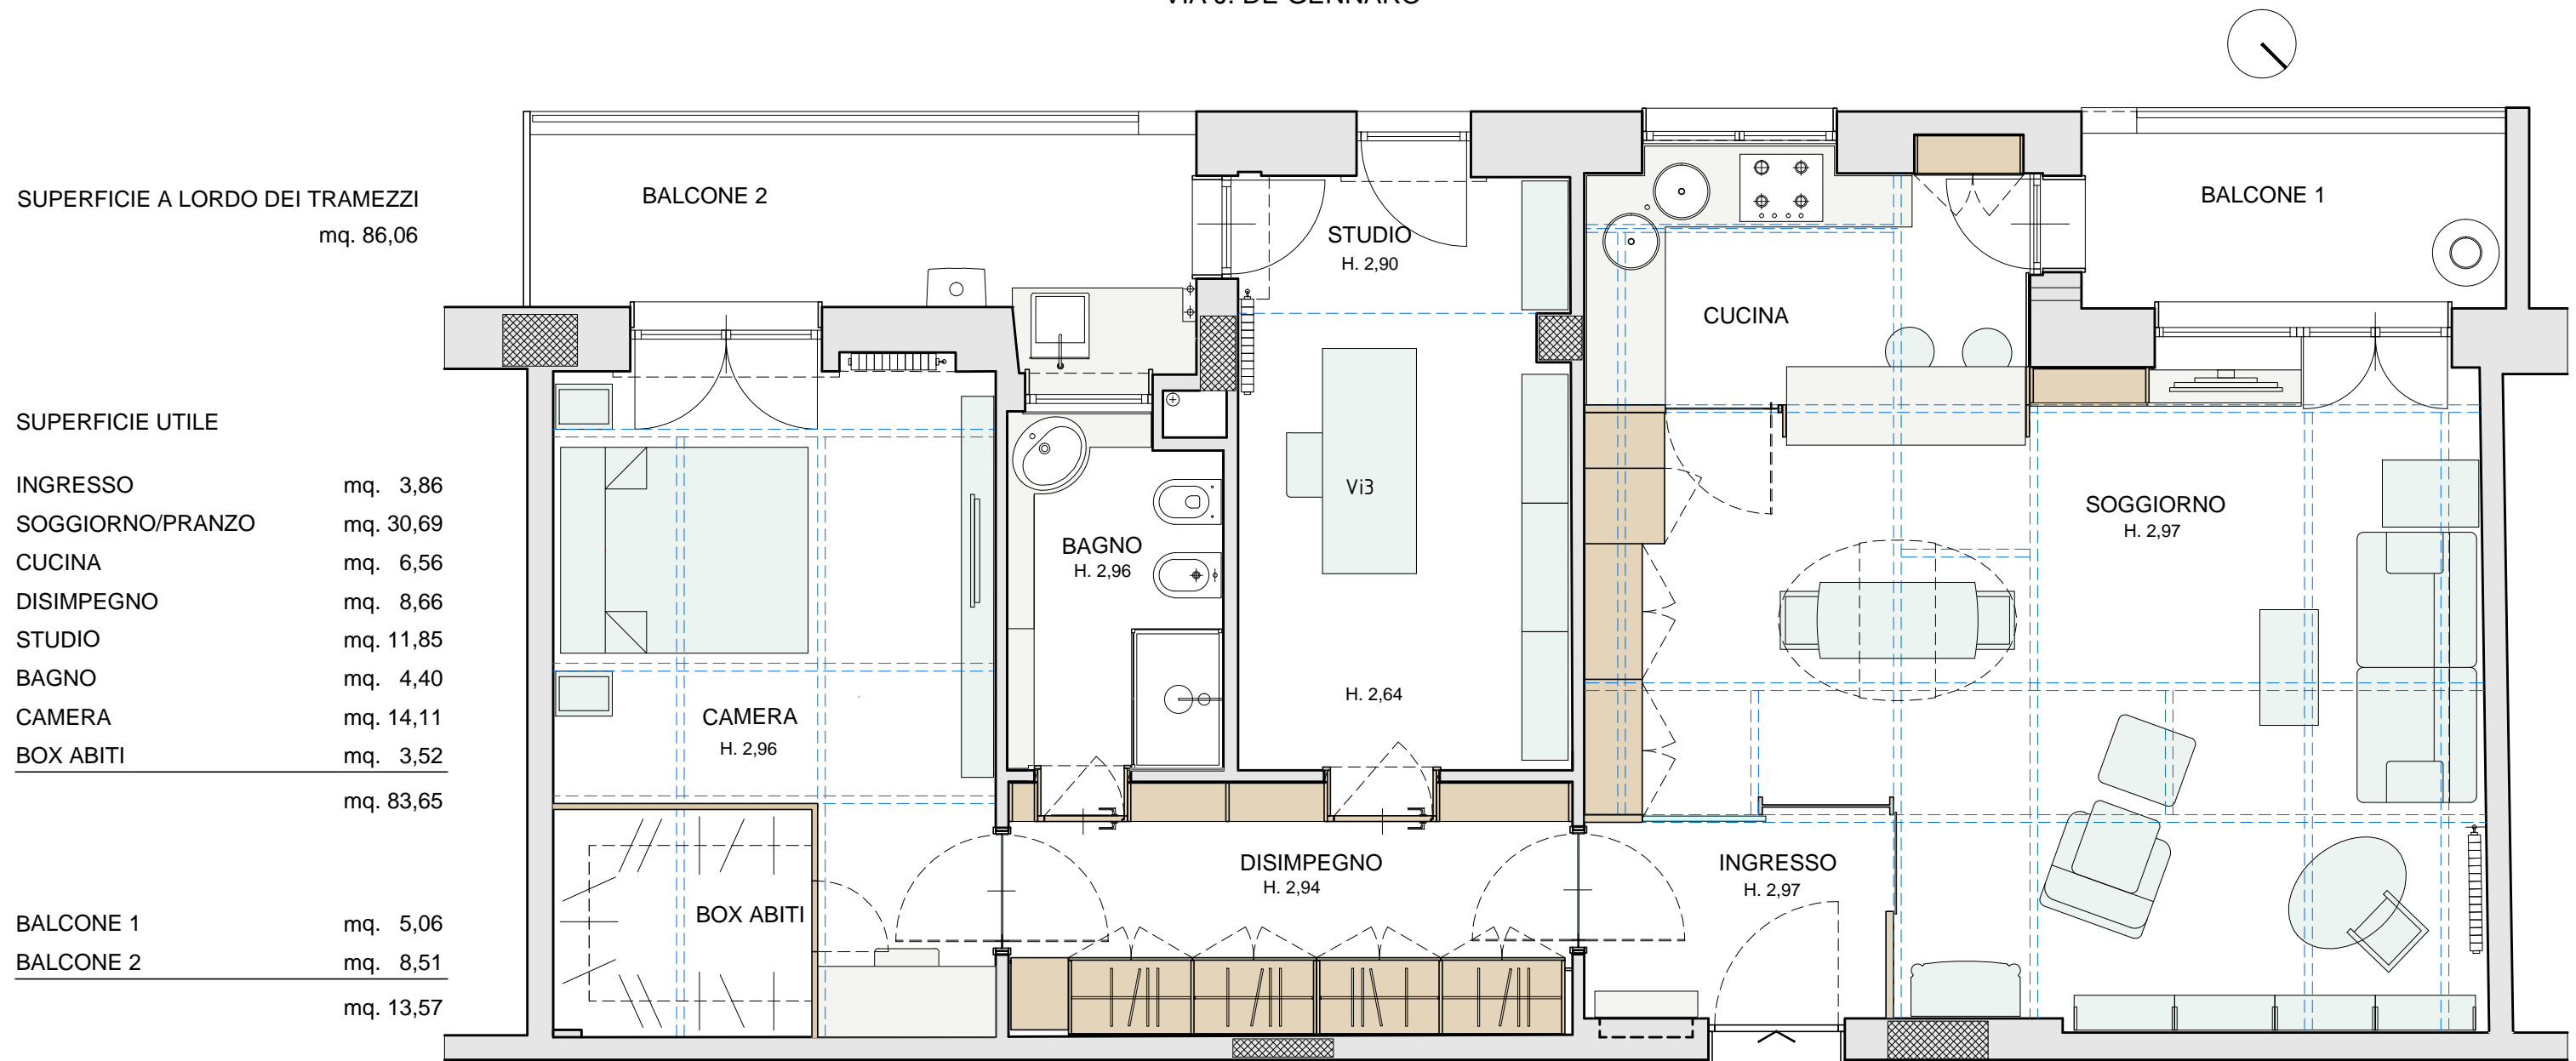 VIA J. DE GENNARO
SUPERFICIE A LORDO DEI TRAMEZZI
mq. 86,06
SUPERFICIE UTILE
INGRESSO mq. 3,86
SOGGIORNO/PRANZO mq. 30,69
CUCINA mq. 6,56
DISIMPEGNO mq. 8,66
STUDIO mq. 11,85
BAGNO mq. 4,40
CAMERA mq. 14,11
BOX ABITI mq. 3,52
mq. 83,65
BALCONE 1 mq. 5,06
BALCONE 2 mq. 8,51
mq. 13,57
BALCONE 2
STUDIO
H. 2,90
CUCINA
BALCONE 1
Vi3
SOGGIORNO
H. 2,97
BAGNO
H. 2,96
H. 2,64
CAMERA
H. 2,96
DISIMPEGNO
H. 2,94
INGRESSO
H. 2,97
BOX ABITI